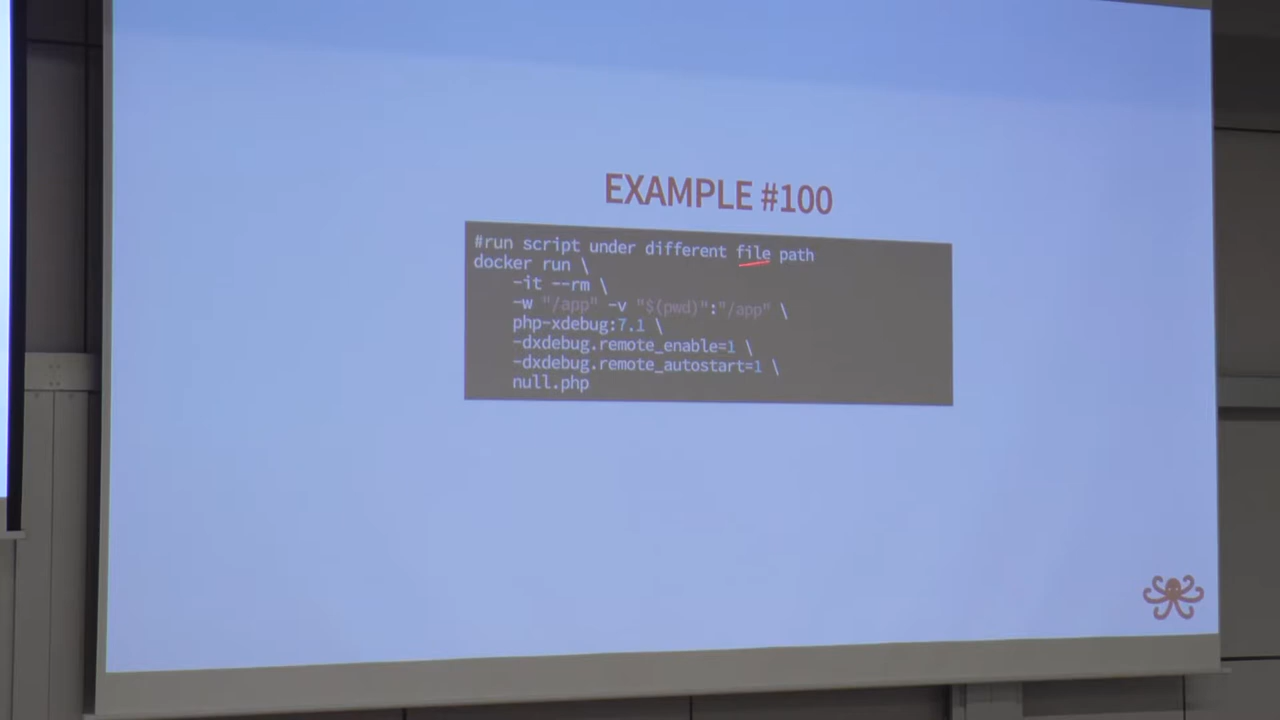 EXAMPLE #100
#run script under different file path
docker run \
-it --rm \
-w "/app" -v "$(pwd)":"/app" \
php-xdebug:7.1 \
-dxdebug.remote_enable=1 \
-dxdebug.remote_autostart=1 \
null.php